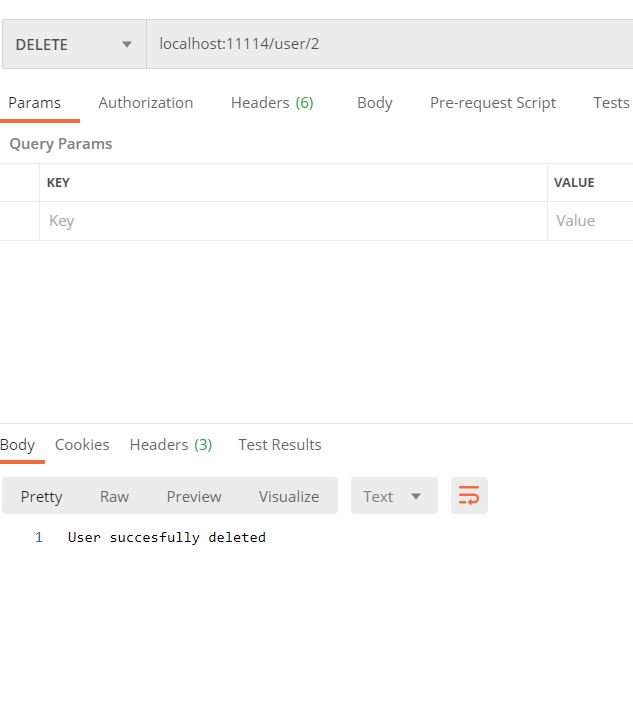 DELETE localhost:11114/user/2
Params Authorization Headers (6) Body Pre-request Script Tests
Query Params
KEY VALUE
Key Value
Body Cookies Headers (3) Test Results
Pretty Raw Preview Visualize Text
1 User succesfully deleted